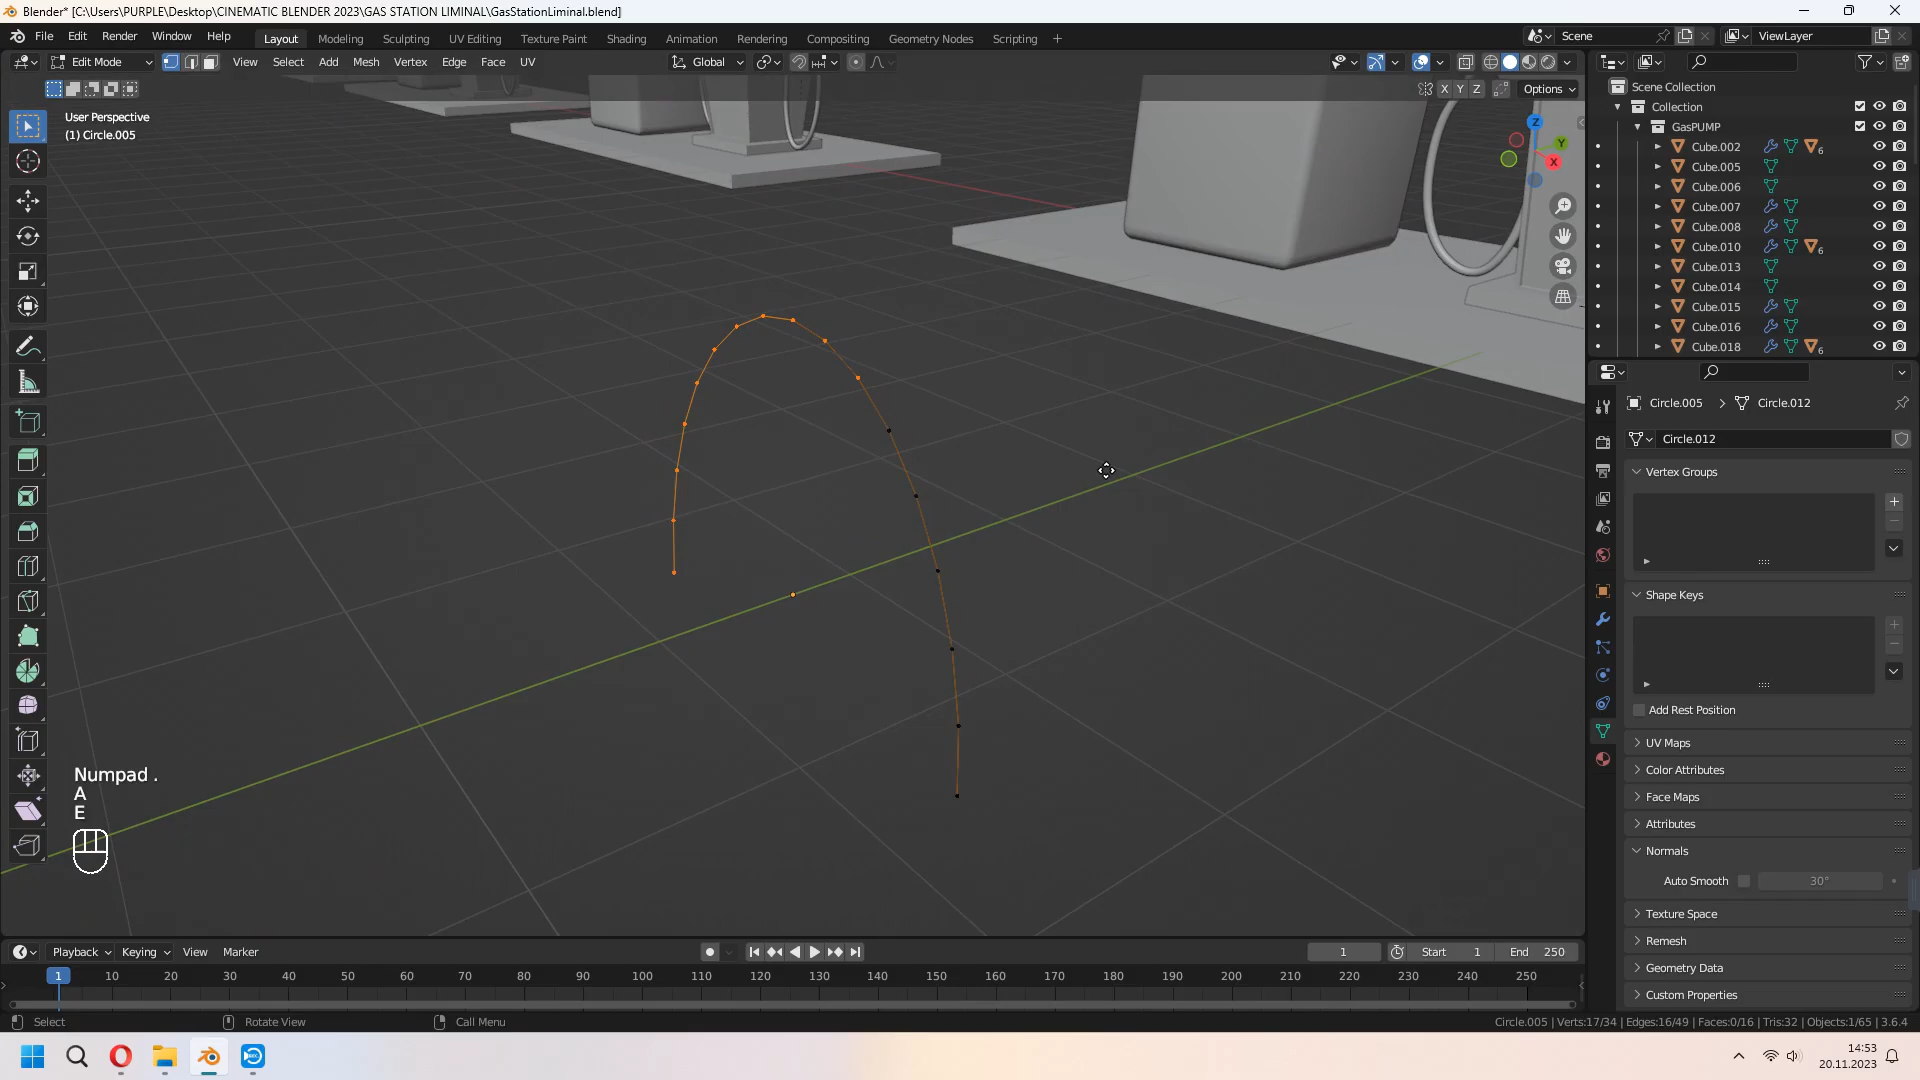 Blender* [C:\Users\PURPLE\Desktop\CINEMATIC BLENDER 2023\GAS STATION LIMINAL\GasStationLiminal.blend]
File Edit Render Window Help Layout Modeling Sculpting UV Editing Texture Paint Shading Animation Rendering Compositing Geometry Nodes Scripting + Scene ViewLayer
Edit Mode View Select Add Mesh Vertex Edge Face UV Global
X Y Z Options
User Perspective
(1) Circle.005
Z
Y
X
Numpad .
A
E
Scene Collection
Collection
GasPUMP
Cube.002 6
Cube.005
Cube.006
Cube.007
Cube.008
Cube.010 6
Cube.013
Cube.014
Cube.015
Cube.016
Cube.018 6
Circle.005 > Circle.012
Circle.012
Vertex Groups
Shape Keys
Add Rest Position
UV Maps
Color Attributes
Face Maps
Attributes
Normals
Auto Smooth 30°
Texture Space
Remesh
Geometry Data
Custom Properties
Playback Keying View Marker 1 Start 1 End 250
1 10 20 30 40 50 60 70 80 90 100 110 120 130 140 150 160 170 180 190 200 210 220 230 240 250
Select Rotate View Call Menu Circle.005 | Verts:17/34 | Edges:16/49 | Faces:0/16 | Tris:32 | Objects:1/65 | 3.6.4
14:53
20.11.2023